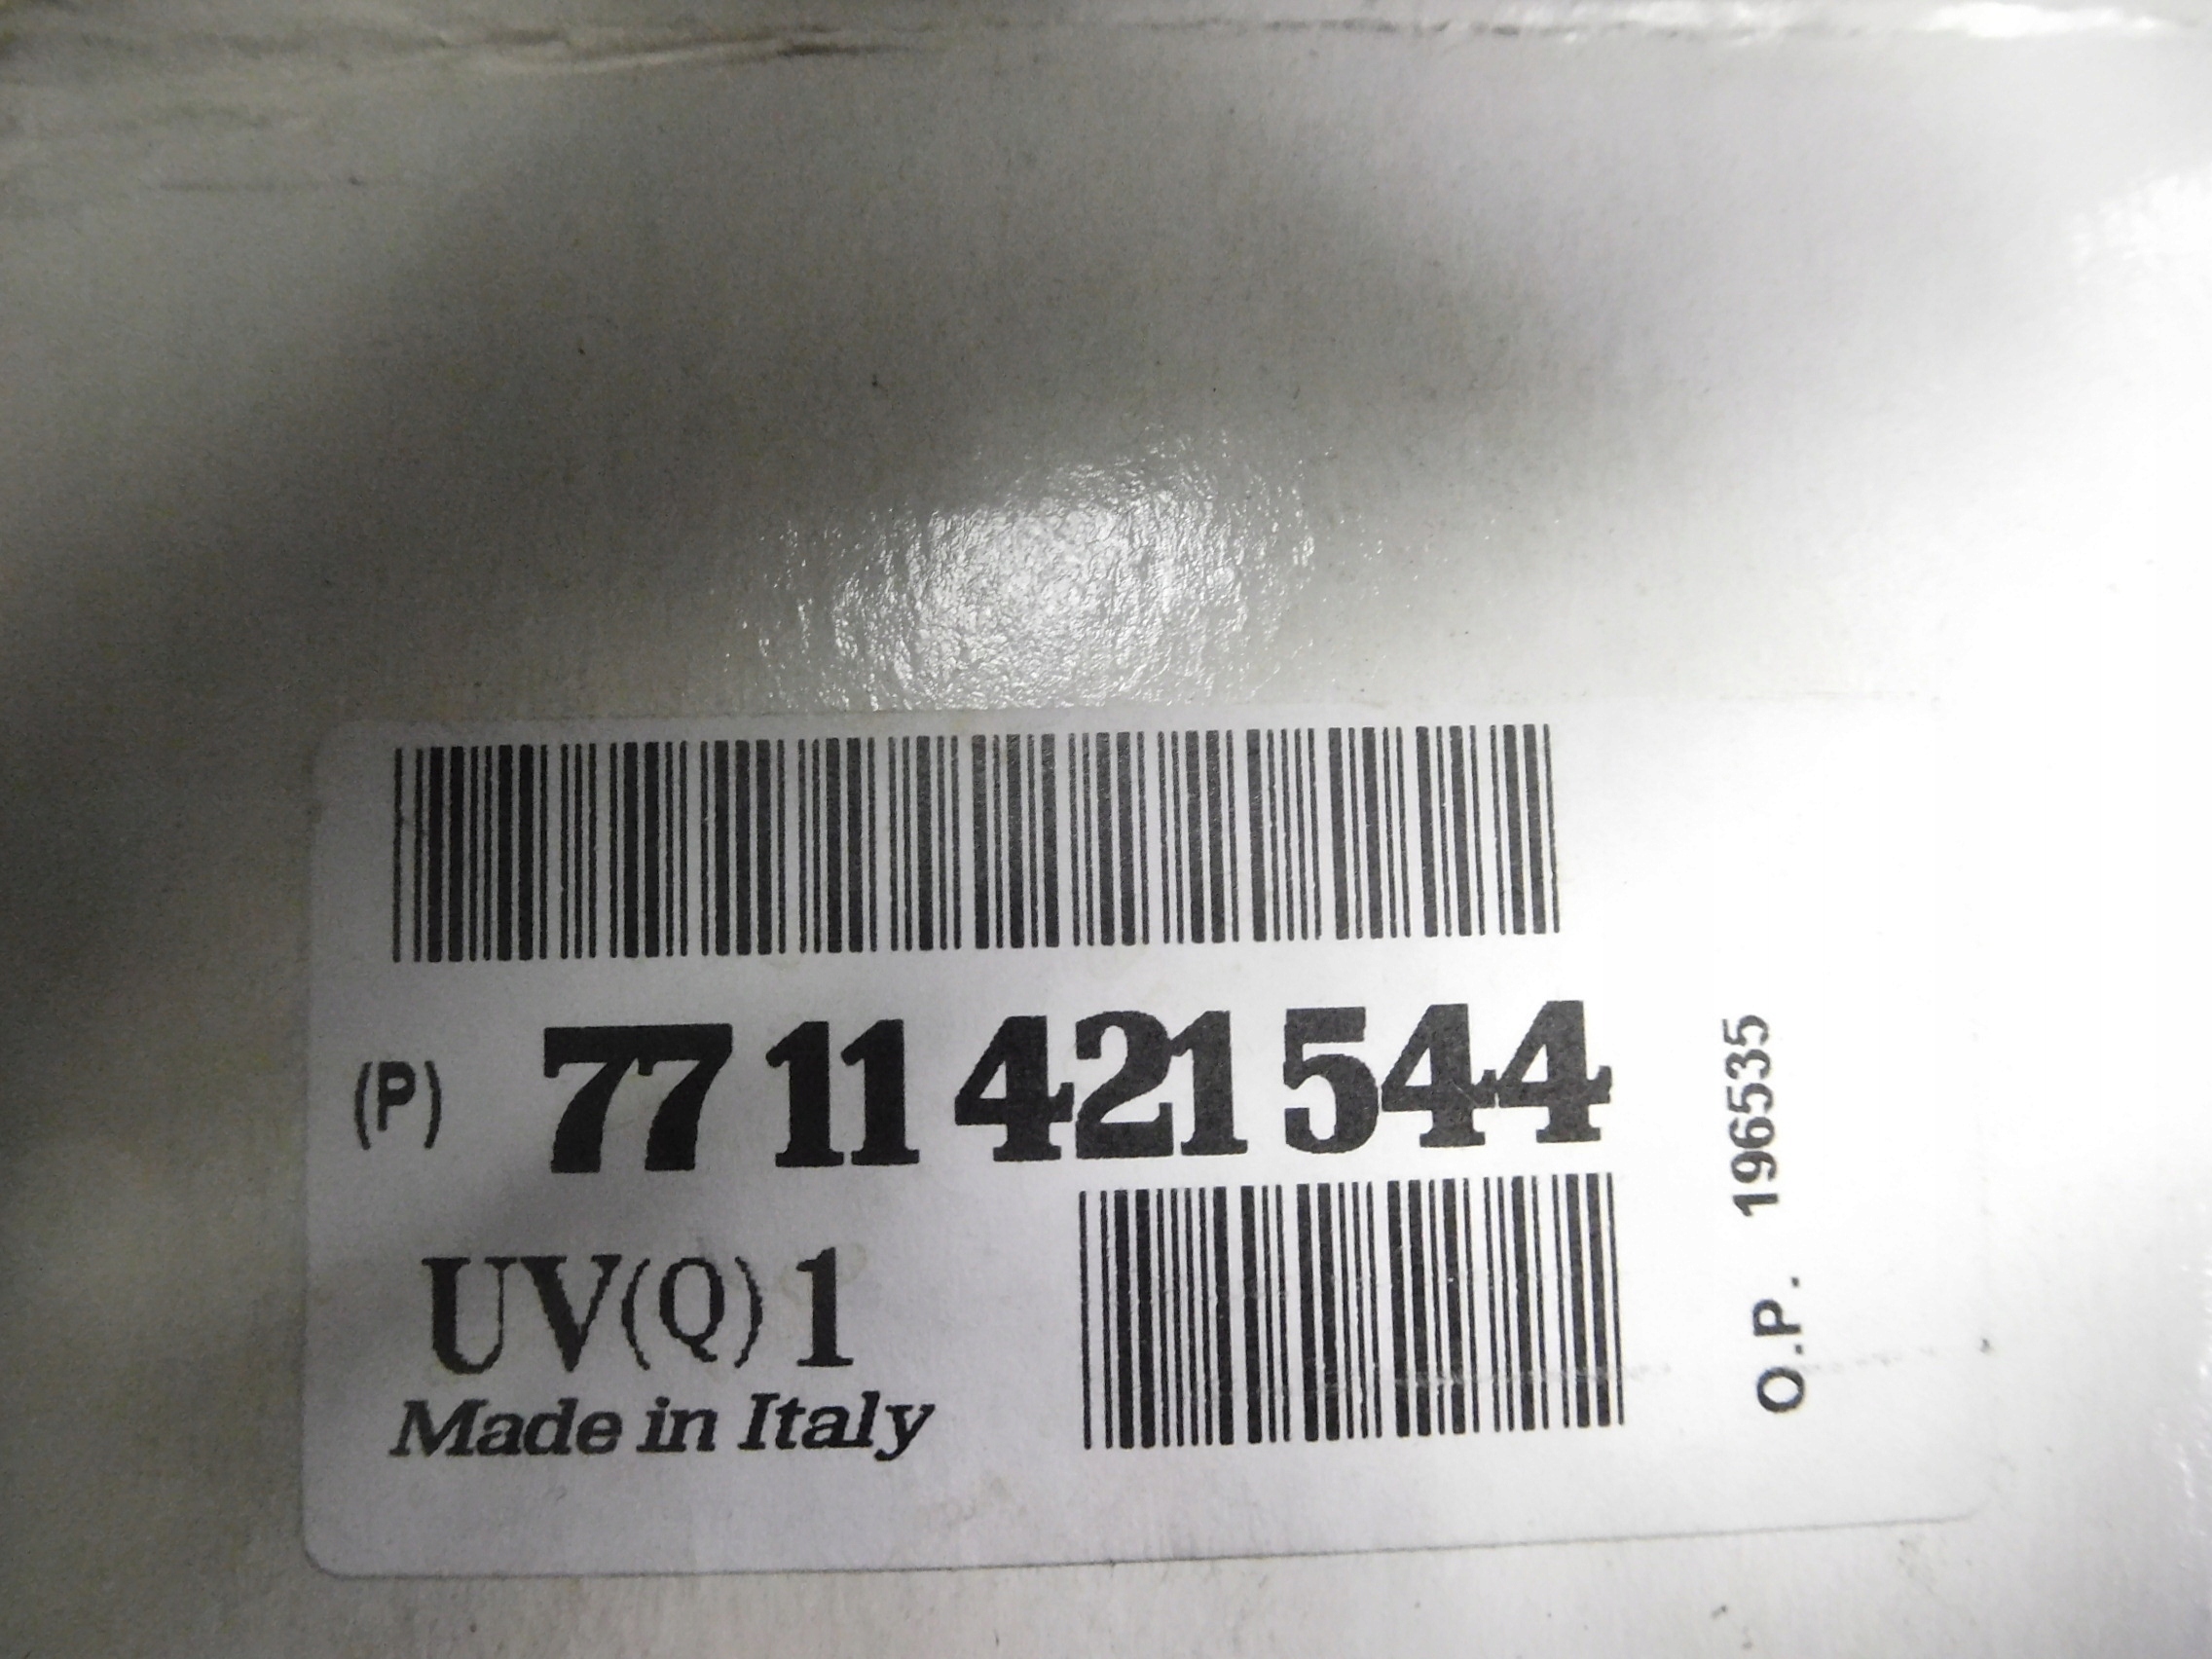 (P) 77 11 421 544
UV(Q) 1
Made in Italy
O.P. 196535